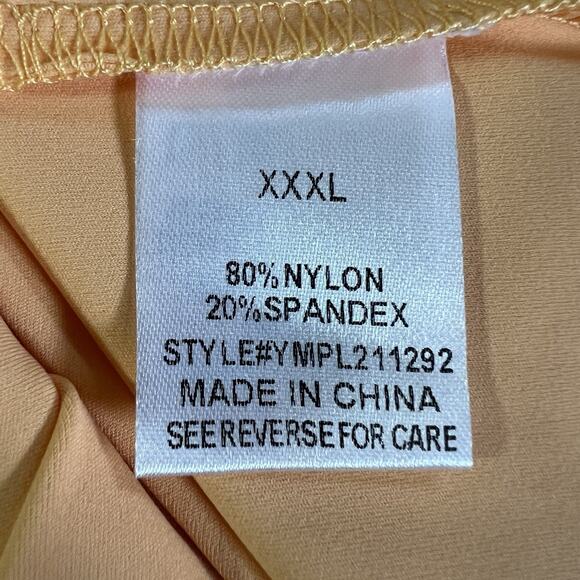 XXXL
80%NYLON
20%SPANDEX
STYLE#YMPL211292
MADE IN CHINA
SEE REVERSE FOR CARE